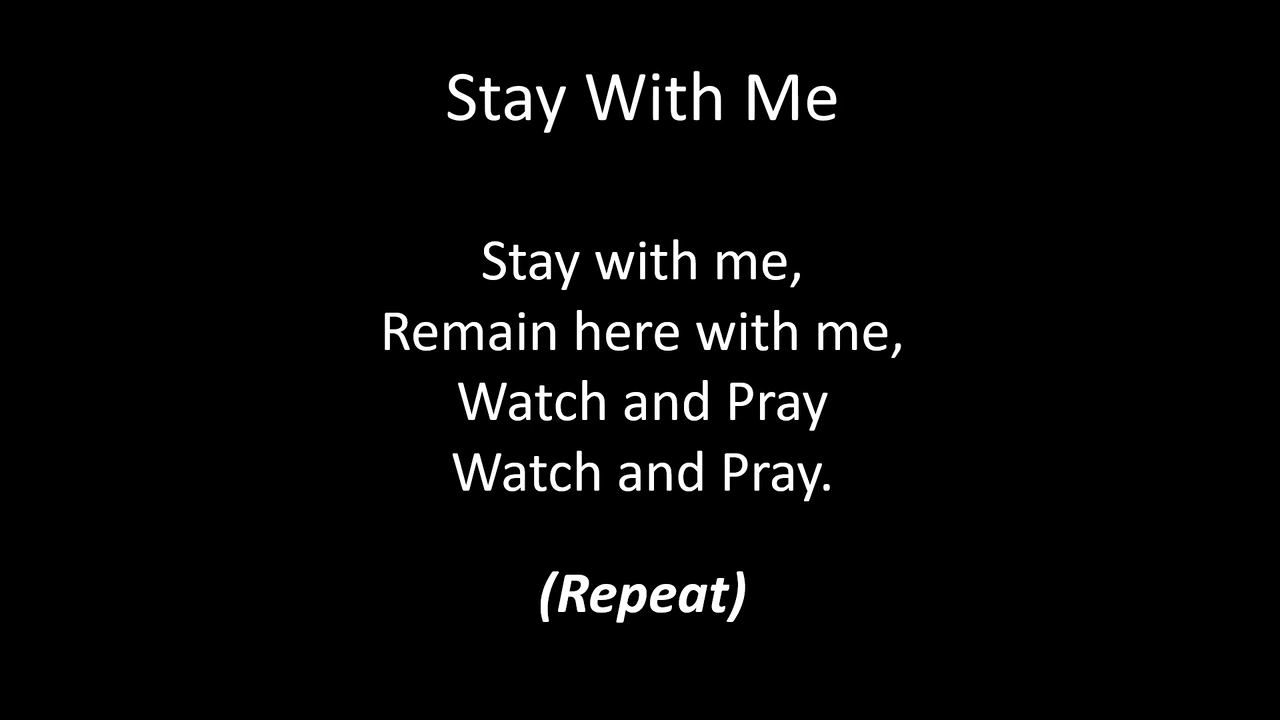 Stay With Me
Stay with me,
Remain here with me,
Watch and Pray
Watch and Pray.
(Repeat)